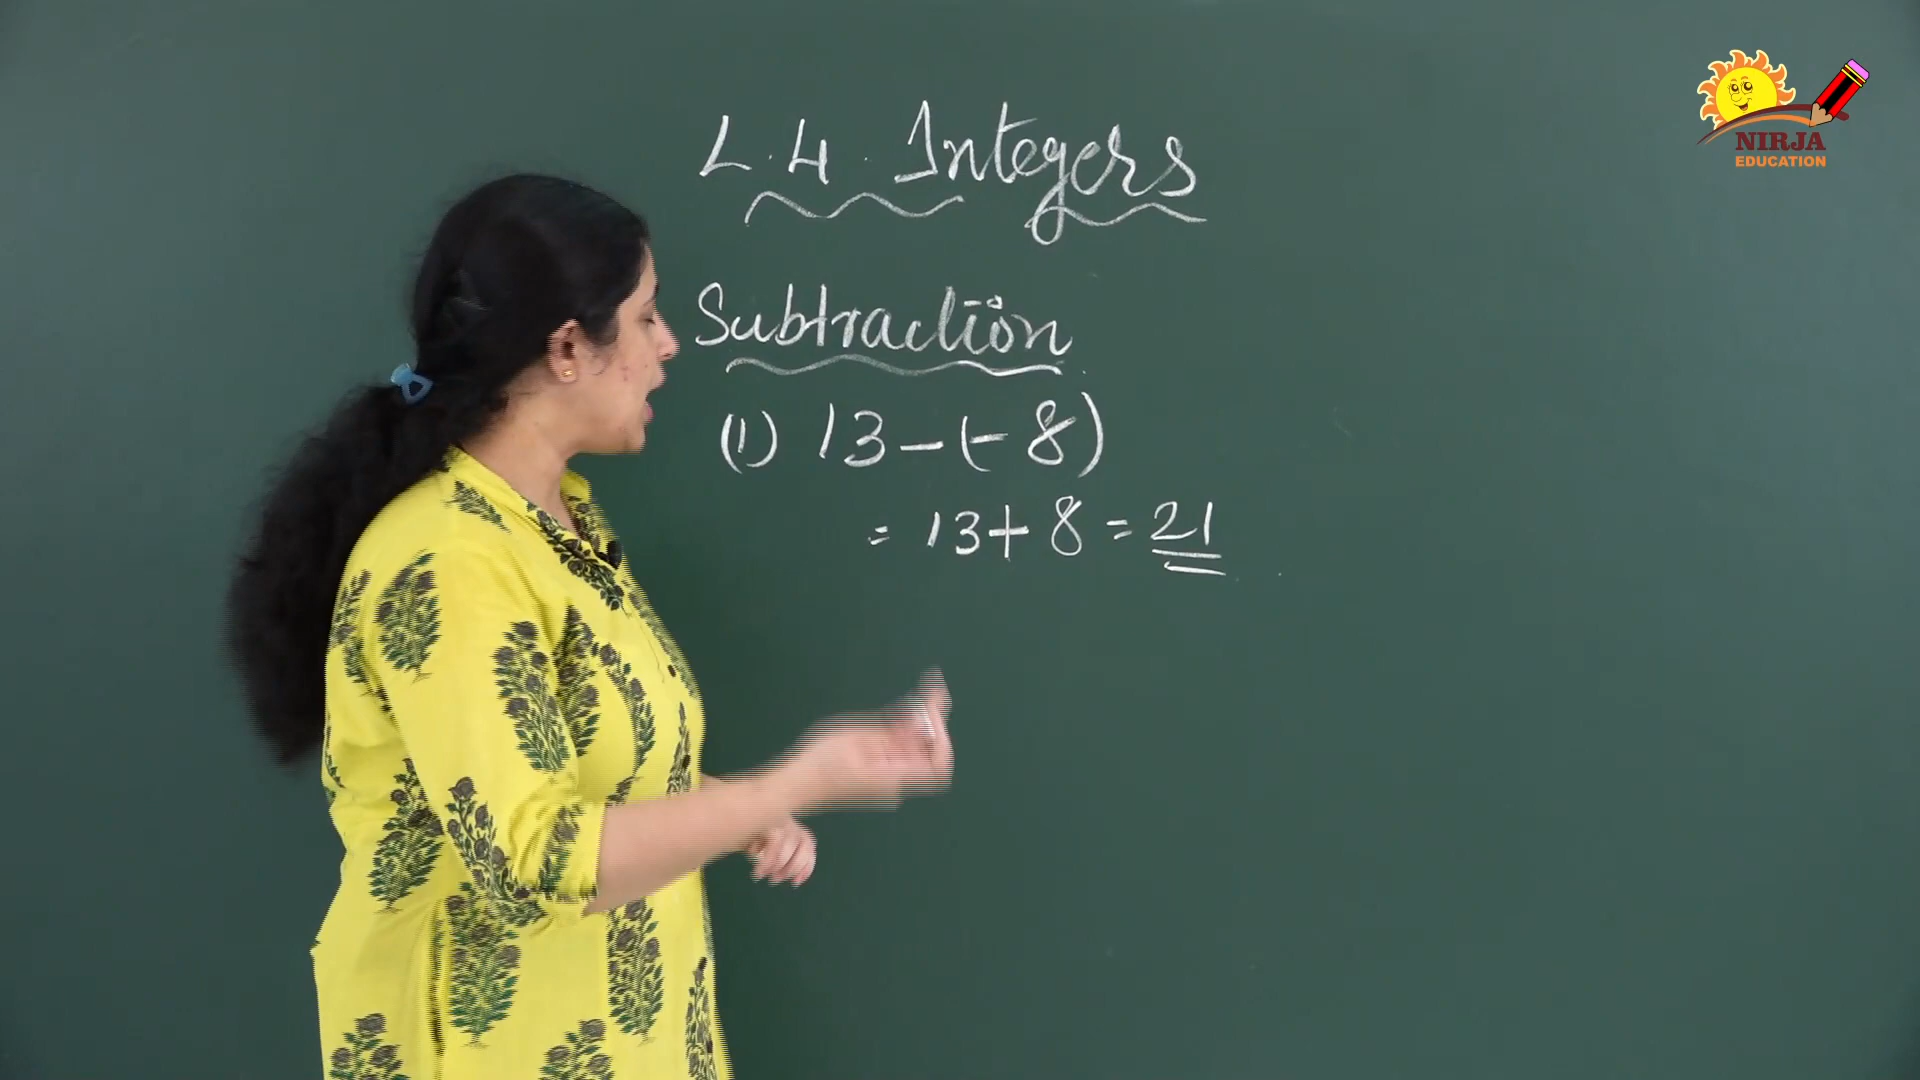 L.4. Integers
Subtraction
(1) 13-(-8)
= 13+8 = 21
NIRJA
EDUCATION